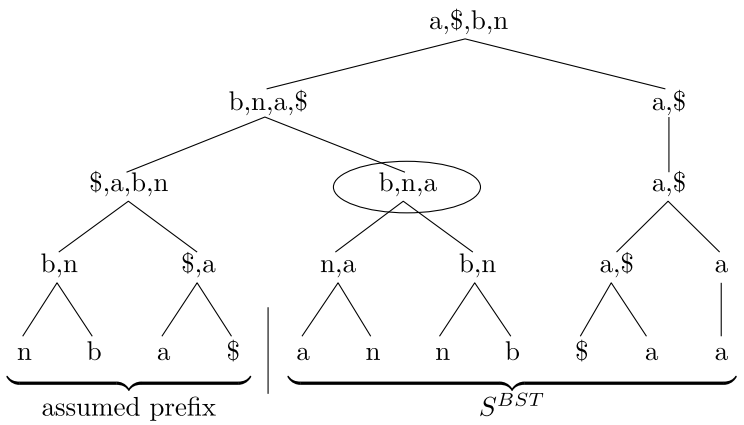 a,$,b,n
b,n,a,$ a,$
$,a,b,n b,n,a a,$
b,n $,a n,a b,n a,$ a
n b a $ a n n b $ a a
assumed prefix S^{BST}